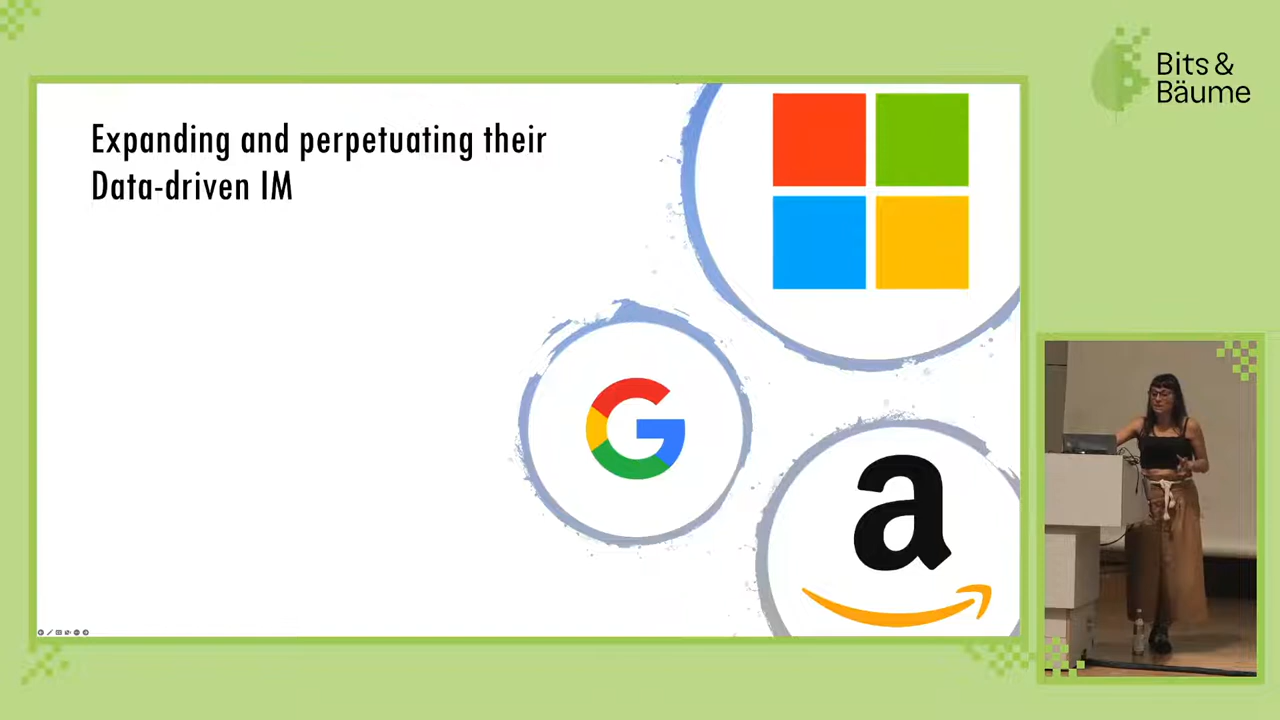 Expanding and perpetuating their
Data-driven IM
Bits &
Bäume
G
a